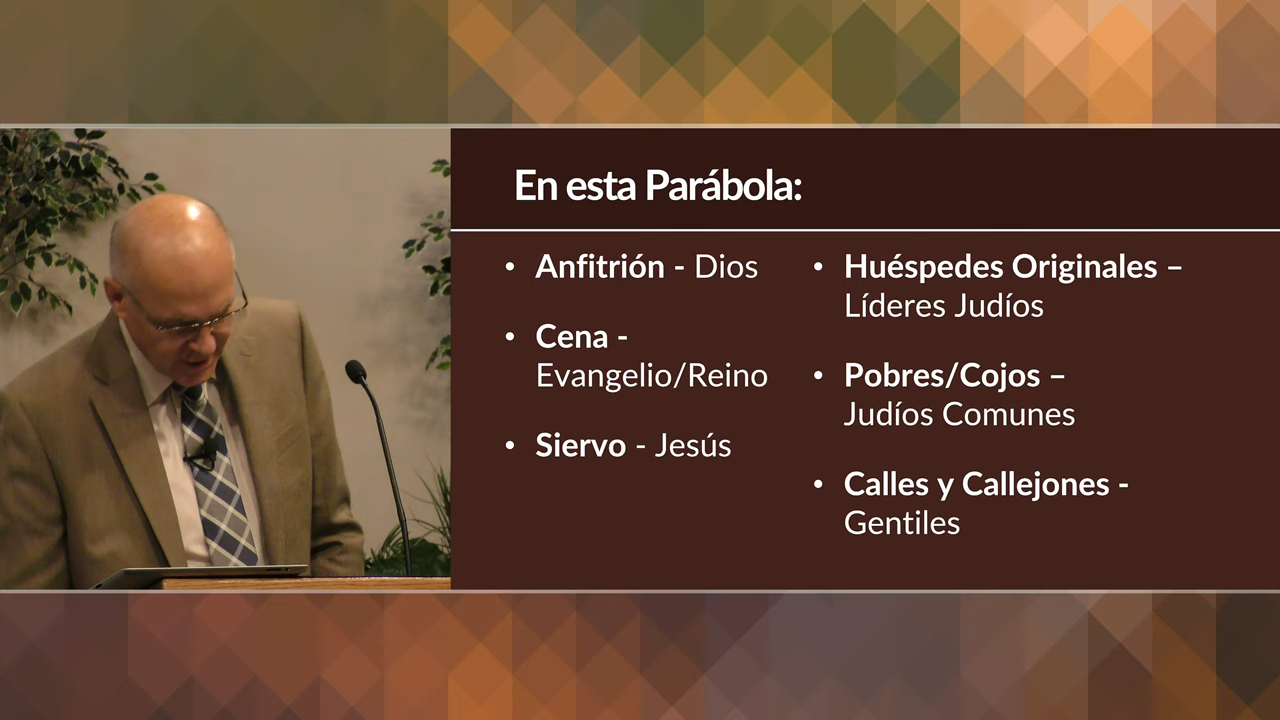 En esta Parábola:
• Anfitrión - Dios
• Cena -
Evangelio/Reino
• Siervo - Jesús
• Huéspedes Originales –
Líderes Judíos
• Pobres/Cojos –
Judíos Comunes
• Calles y Callejones -
Gentiles